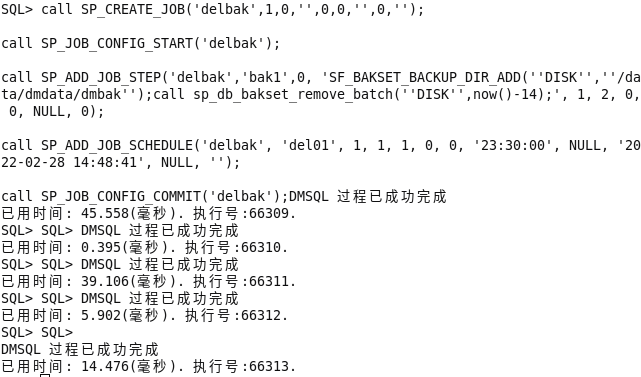 SQL> call SP_CREATE_JOB('delbak',1,0,'',0,0,'',0,'');
call SP_JOB_CONFIG_START('delbak');
call SP_ADD_JOB_STEP('delbak','bak1',0, 'SF_BAKSET_BACKUP_DIR_ADD(''DISK'',''/da
ta/dmdata/dmbak'');call sp_db_bakset_remove_batch(''DISK'',now()-14);', 1, 2, 0,
 0, NULL, 0);
call SP_ADD_JOB_SCHEDULE('delbak', 'del01', 1, 1, 1, 0, 0, '23:30:00', NULL, '20
22-02-28 14:48:41', NULL, '');
call SP_JOB_CONFIG_COMMIT('delbak');DMSQL 过程已成功完成
已用时间: 45.558(毫秒). 执行号:66309.
SQL> SQL> DMSQL 过程已成功完成
已用时间: 0.395(毫秒). 执行号:66310.
SQL> SQL> DMSQL 过程已成功完成
已用时间: 39.106(毫秒). 执行号:66311.
SQL> SQL> DMSQL 过程已成功完成
已用时间: 5.902(毫秒). 执行号:66312.
SQL> SQL>
DMSQL 过程已成功完成
已用时间: 14.476(毫秒). 执行号:66313.